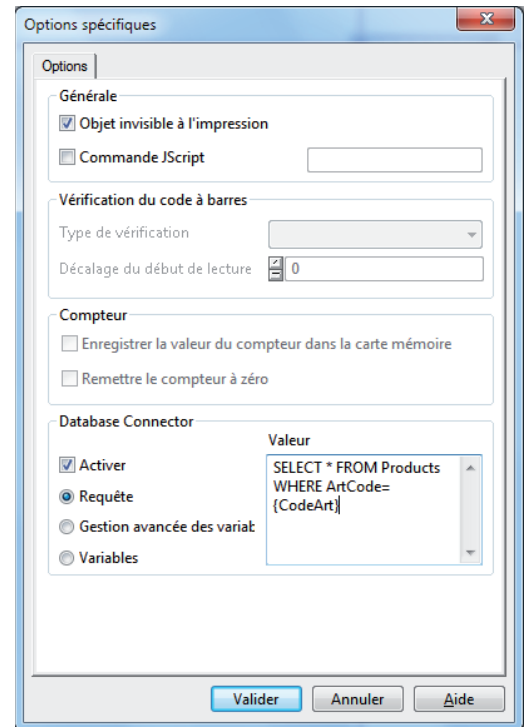 Options spécifiques
Options
Générale
Objet invisible à l'impression
Commande JScript
Vérification du code à barres
Type de vérification
Décalage du début de lecture
0
Compteur
Enregistrer la valeur du compteur dans la carte mémoire
Remettre le compteur à zéro
Database Connector
Valeur
Activer
Requête
Gestion avancée des variab
Variables
SELECT * FROM Products
WHERE ArtCode=
{CodeArt}
Valider
Annuler
Aide